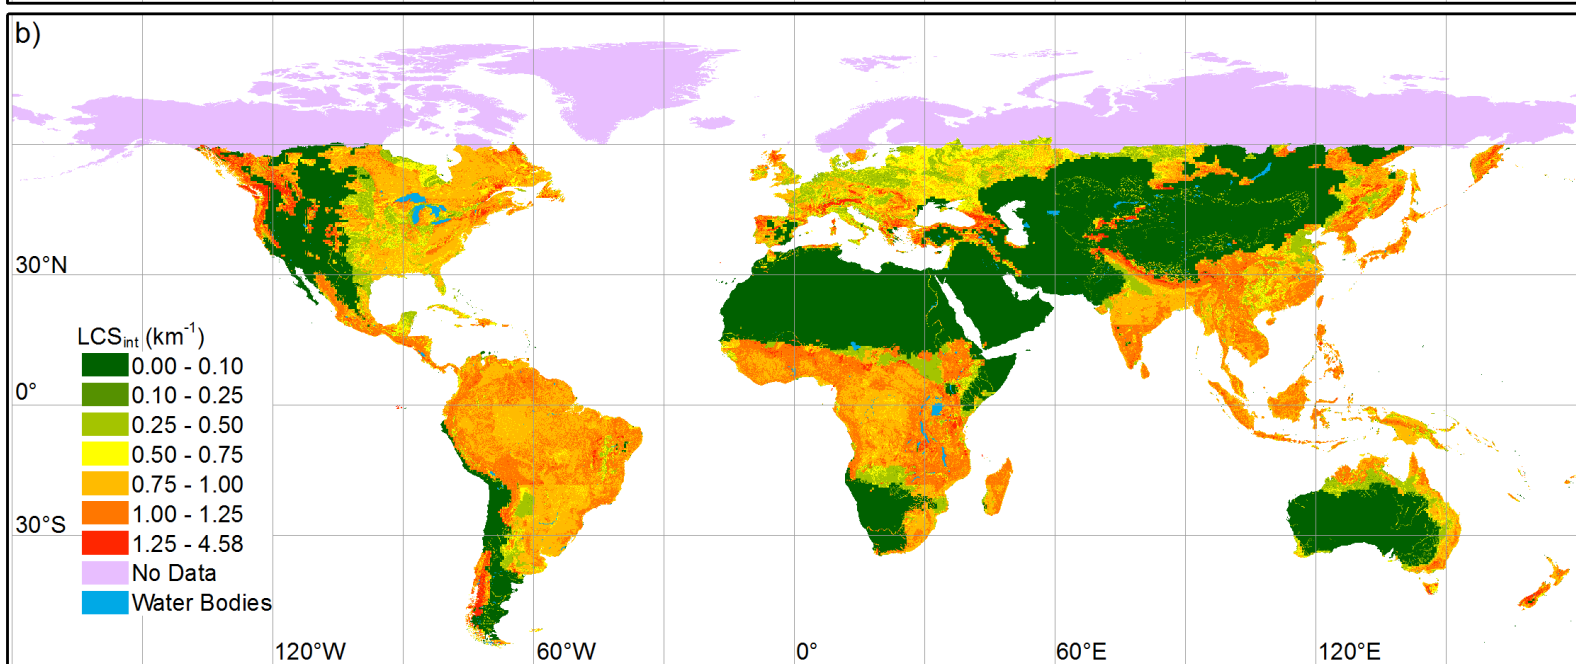 b)
30°N
LCSint (km-1)
0.00 - 0.10
0°
0.10 - 0.25
0.25 - 0.50
0.50 - 0.75
0.75 - 1.00
1.00 - 1.25
30°S
1.25 - 4.58
No Data
Water Bodies
120°W 60°W 0° 60°E 120°E